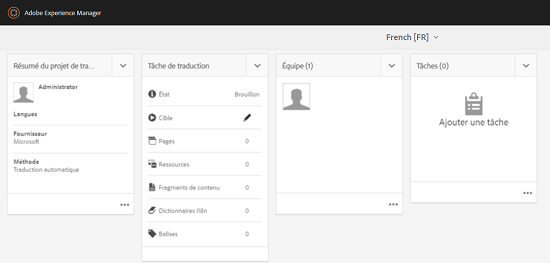 Adobe Experience Manager
French [FR]
Résumé du projet de tra...
Administrator
Langues
Fournisseur
Microsoft
Méthode
Traduction automatique
Tâche de traduction
État Brouillon
Cible
Pages 0
Ressources 0
Fragments de contenu 0
Dictionnaires I18n 0
Balises 0
Équipe (1)
Tâches (0)
Ajouter une tâche